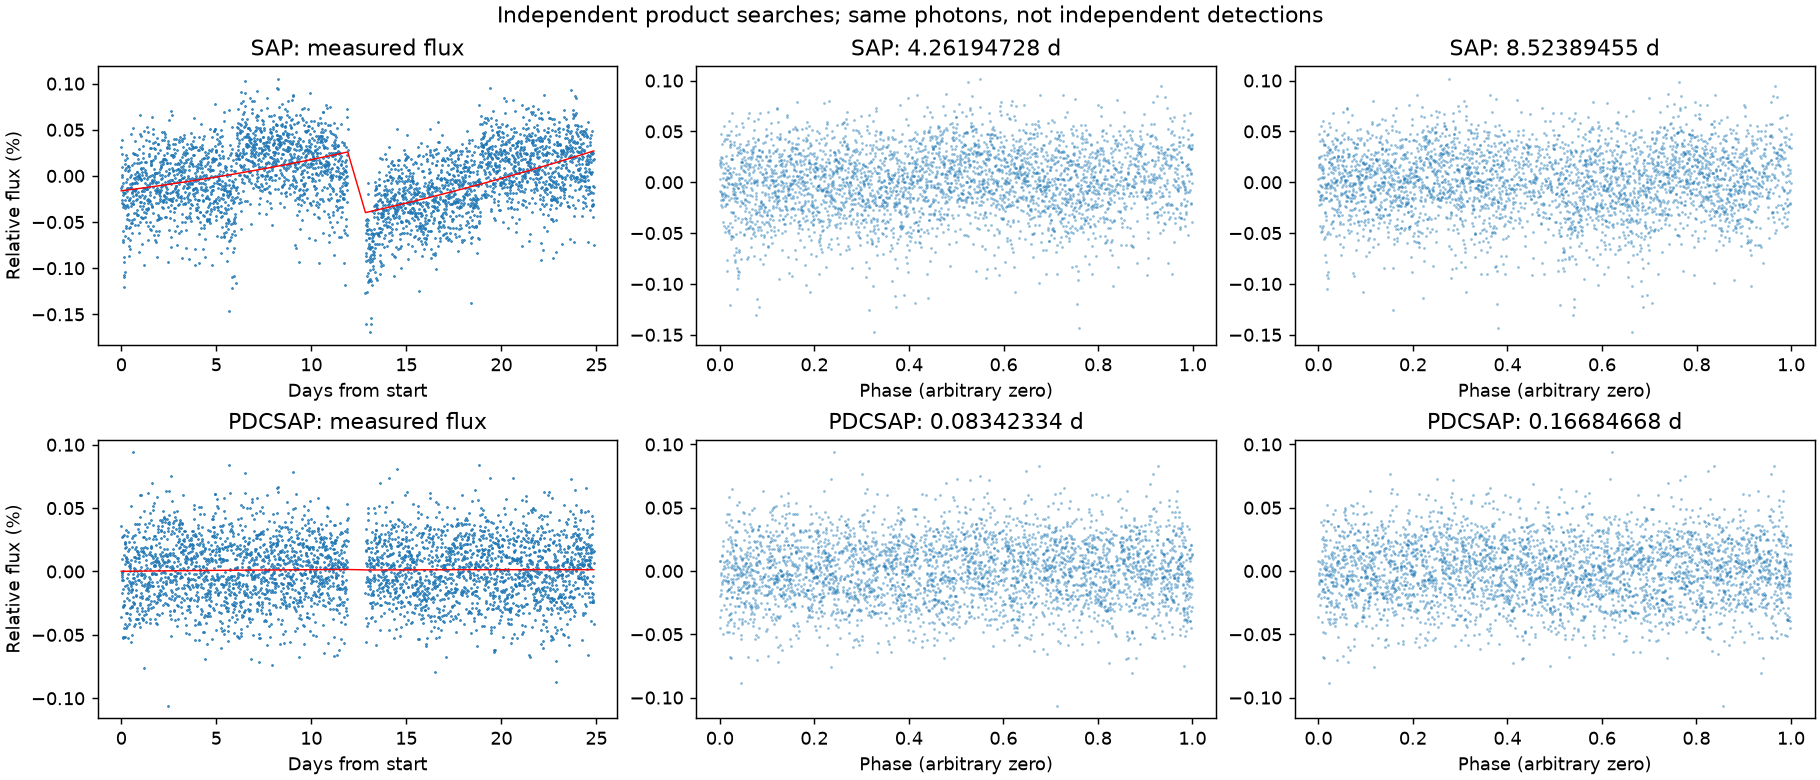 Independent product searches; same photons, not independent detections
SAP: measured flux
SAP: 4.26194728 d
SAP: 8.52389455 d
Relative flux (%)
0.10
0.05
0.00
−0.05
−0.10
−0.15
0 5 10 15 20 25
Days from start
0.10
0.05
0.00
−0.05
−0.10
−0.15
0.0 0.2 0.4 0.6 0.8 1.0
Phase (arbitrary zero)
0.10
0.05
0.00
−0.05
−0.10
−0.15
0.0 0.2 0.4 0.6 0.8 1.0
Phase (arbitrary zero)
PDCSAP: measured flux
PDCSAP: 0.08342334 d
PDCSAP: 0.16684668 d
Relative flux (%)
0.10
0.05
0.00
−0.05
−0.10
0 5 10 15 20 25
Days from start
0.10
0.05
0.00
−0.05
−0.10
0.0 0.2 0.4 0.6 0.8 1.0
Phase (arbitrary zero)
0.10
0.05
0.00
−0.05
−0.10
0.0 0.2 0.4 0.6 0.8 1.0
Phase (arbitrary zero)